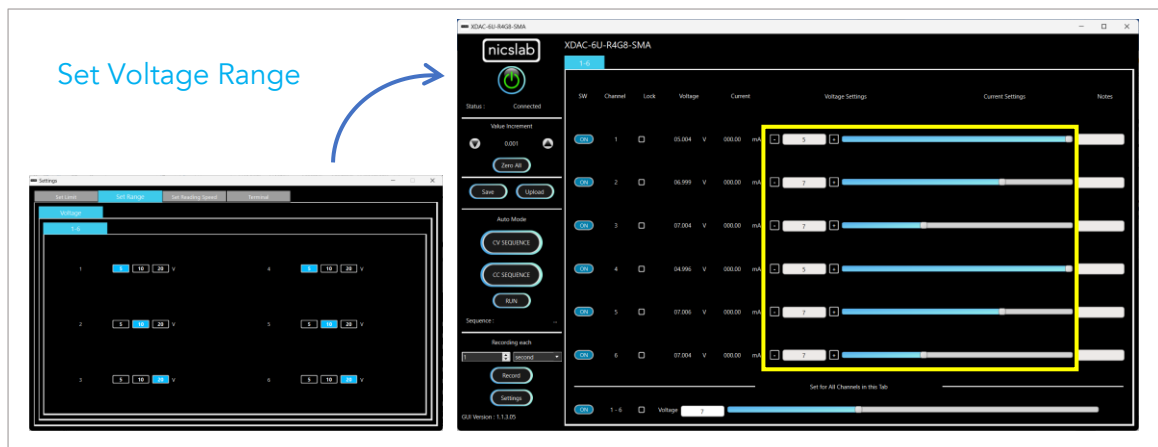 Set Voltage Range
Settings
Set Limit Set Range Set Reading Speed Terminal
Voltage
1-6
1 5 10 20 V 4 5 10 20 V
2 5 10 20 V 5 5 10 20 V
3 5 10 20 V 6 5 10 20 V
XDAC-6U-R4G8-SMA
nicslab
XDAC-6U-R4G8-SMA
1-6
Status : Connected
SW Channel Lock Voltage Current Voltage Settings Current Settings Notes
Value Increment
0.001
Zero All
Save Upload
Auto Mode
CV SEQUENCE
CC SEQUENCE
RUN
Sequence : --
Recording each
1 second
Record
Settings
GUI Version : 1.1.3.05
ON 1 05.004 V 000.00 mA - 5 +
ON 2 06.999 V 000.00 mA - 7 +
ON 3 07.004 V 000.00 mA - 7 +
ON 4 04.996 V 000.00 mA - 5 +
ON 5 07.006 V 000.00 mA - 7 +
ON 6 07.004 V 000.00 mA - 7 +
Set for All Channels in this Tab
ON 1 - 6 Voltage 7